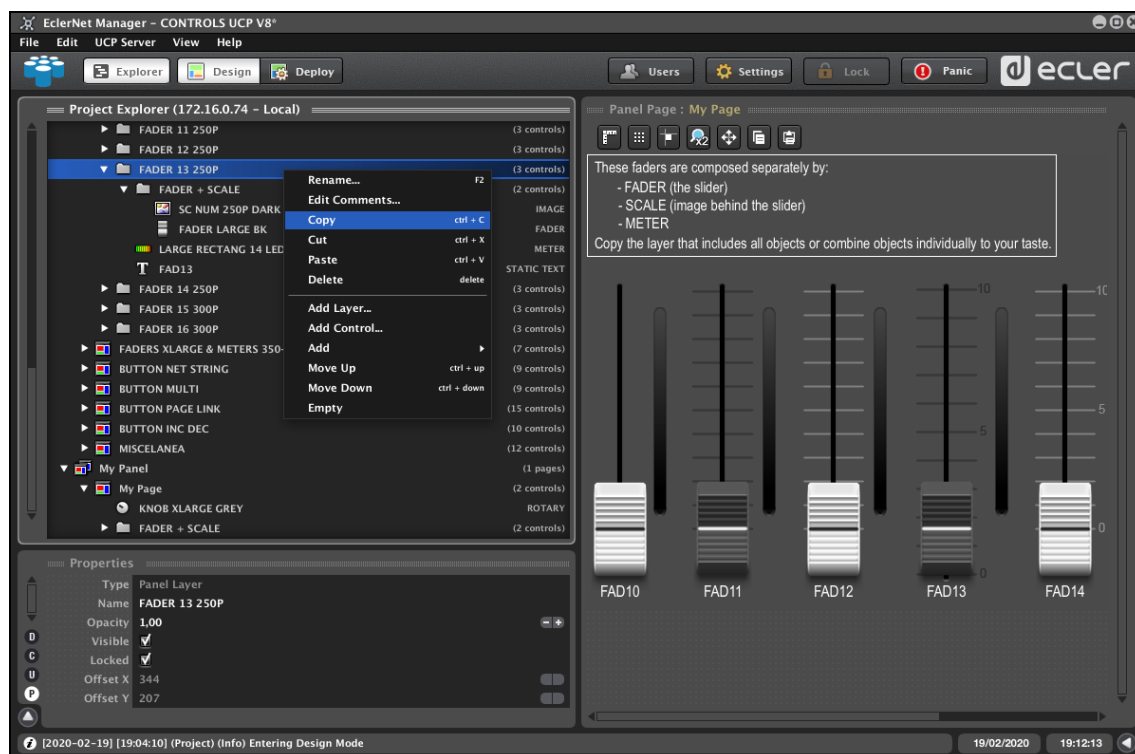 EclerNet Manager – CONTROLS UCP V8*
File Edit UCP Server View Help
Explorer Design Deploy Users Settings Lock Panic ecler
Project Explorer (172.16.0.74 – Local)
FADER 11 250P (3 controls)
FADER 12 250P (3 controls)
FADER 13 250P (3 controls)
FADER + SCALE (2 controls)
SC NUM 250P DARK IMAGE
FADER LARGE BK FADER
LARGE RECTANG 14 LED METER
FAD13 STATIC TEXT
FADER 14 250P (3 controls)
FADER 15 300P (3 controls)
FADER 16 300P (3 controls)
FADERS XLARGE & METERS 350- (7 controls)
BUTTON NET STRING (9 controls)
BUTTON MULTI (9 controls)
BUTTON PAGE LINK (15 controls)
BUTTON INC DEC (10 controls)
MISCELANEA (12 controls)
My Panel (1 pages)
My Page (2 controls)
KNOB XLARGE GREY ROTARY
FADER + SCALE (2 controls)
Rename... F2
Edit Comments...
Copy ctrl + C
Cut ctrl + X
Paste ctrl + V
Delete delete
Add Layer...
Add Control...
Add
Move Up ctrl + up
Move Down ctrl + down
Empty
Properties
Type Panel Layer
Name FADER 13 250P
Opacity 1,00
Visible
Locked
Offset X 344
Offset Y 207
D
C
U
P
Panel Page : My Page
x2
These faders are composed separately by:
- FADER (the slider)
- SCALE (image behind the slider)
- METER
Copy the layer that includes all objects or combine objects individually to your taste.
10 10
5
5
0
0
FAD10 FAD11 FAD12 FAD13 FAD14
[2020-02-19] [19:04:10] (Project) (Info) Entering Design Mode 19/02/2020 19:12:13